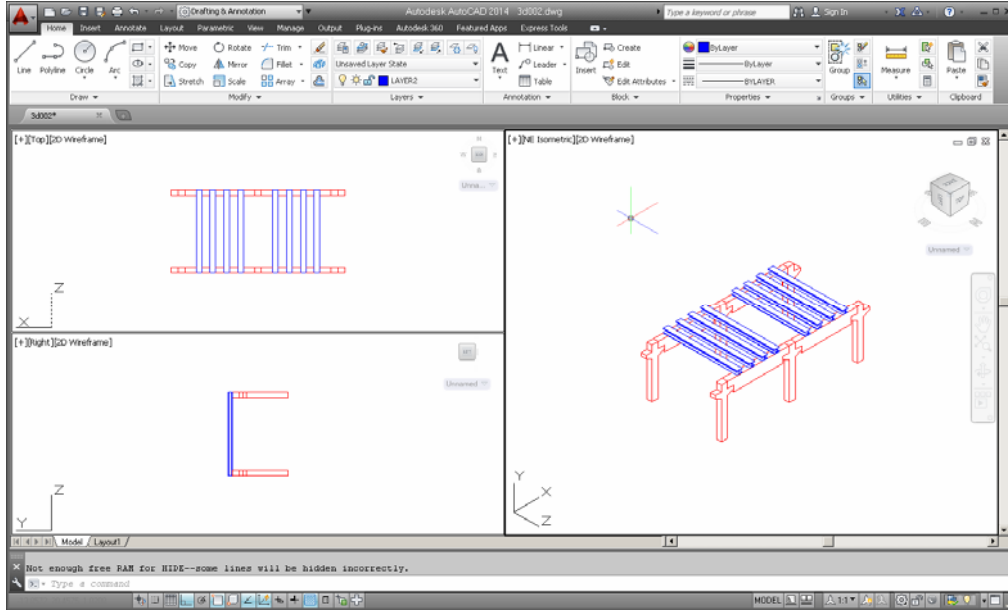 Drafting & Annotation Autodesk AutoCAD 2014 3d002.dwg Type a keyword or phrase Sign In
Home Insert Annotate Layout Parametric View Manage Output Plug-ins Autodesk 360 Featured Apps Express Tools
Line Polyline Circle Arc
Move Rotate Trim
Copy Mirror Fillet
Stretch Scale Array
Unsaved Layer State
LAYER2
Text
Linear
Leader
Table
Insert
Create
Edit
Edit Attributes
ByLayer
ByLayer
BYLAYER
Group Measure Paste
Draw Modify Layers Annotation Block Properties Groups Utilities Clipboard
3d002*
[+][Top][2D Wireframe]
Unna...
Z
X
[+][Right][2D Wireframe]
Unnamed
Z
Y
[+][NE Isometric][2D Wireframe]
Unnamed
Y
X
Z
Model Layout1
Not enough free RAM for HIDE--some lines will be hidden incorrectly.
Type a command
MODEL 1:1